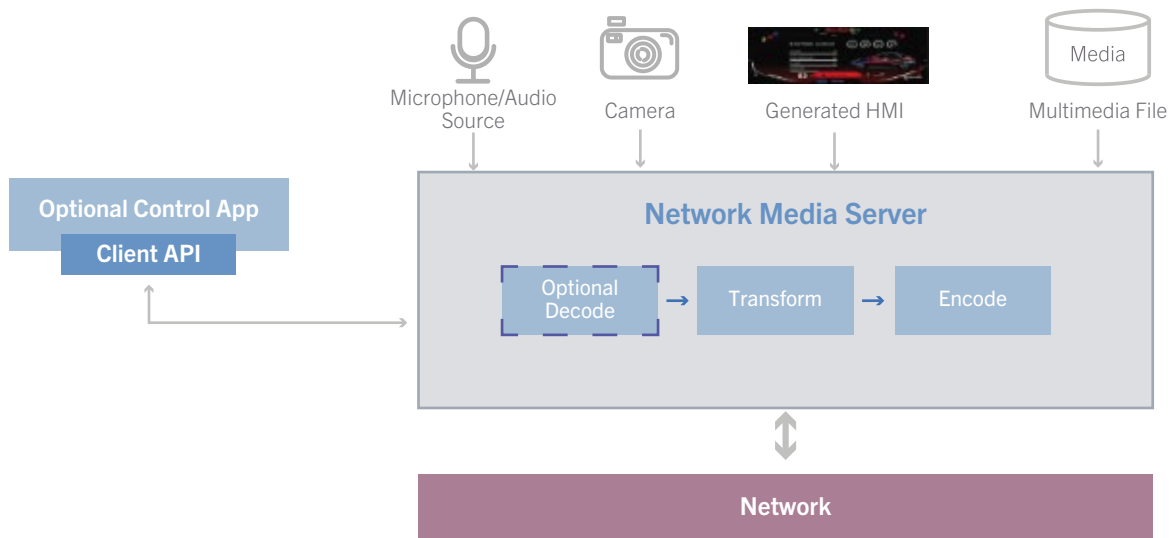 Media
Microphone/Audio
Source
Camera
Generated HMI
Multimedia File
Optional Control App
Client API
Network Media Server
Optional
Decode
Transform
Encode
Network